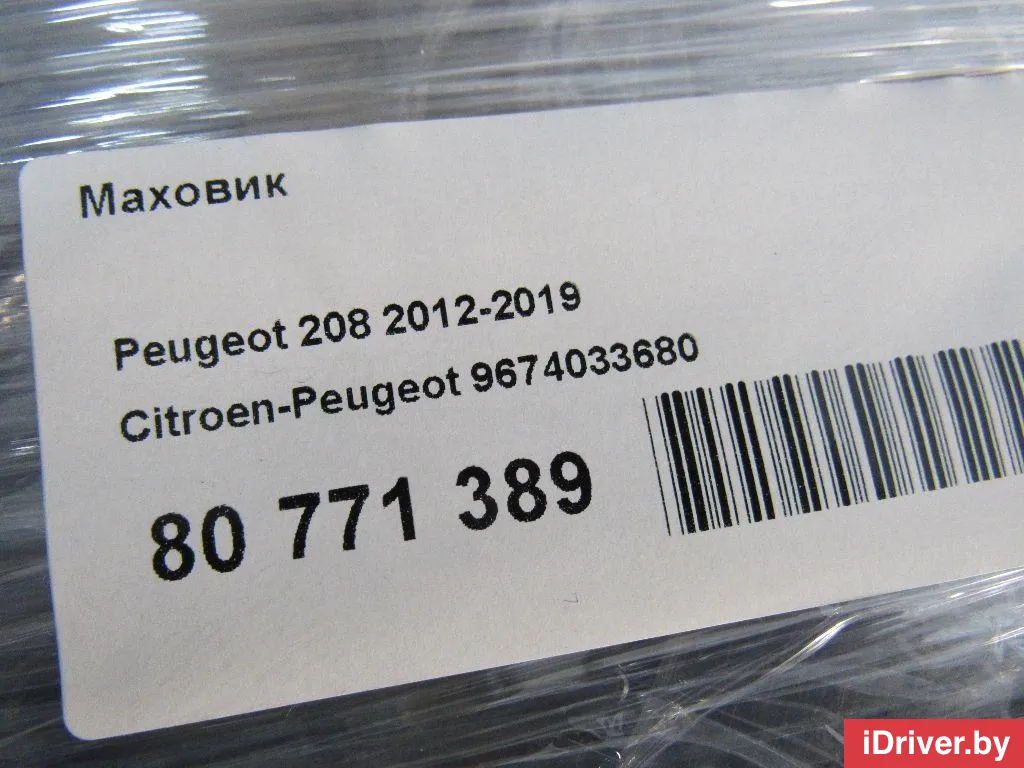 Маховик
Peugeot 208 2012-2019
Citroen-Peugeot 9674033680
80 771 389
iDriver.by